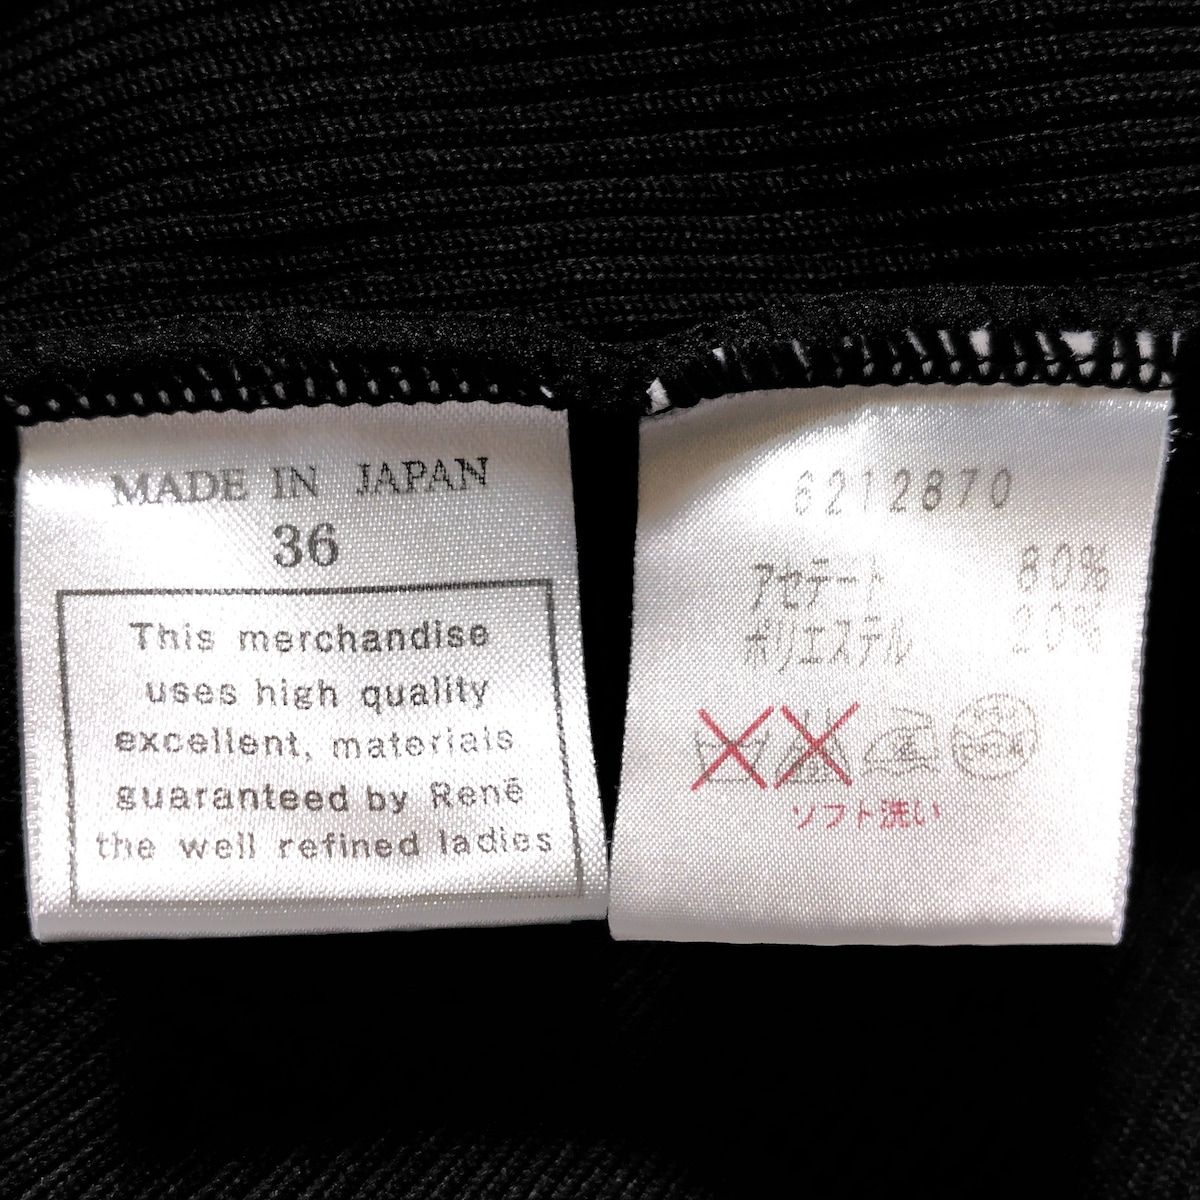 MADE IN JAPAN
36
This merchandise
uses high quality
excellent, materials
guaranteed by René
the well refined ladies
6212870
アセテート 80%
ポリエステル 20%
ソフト洗い